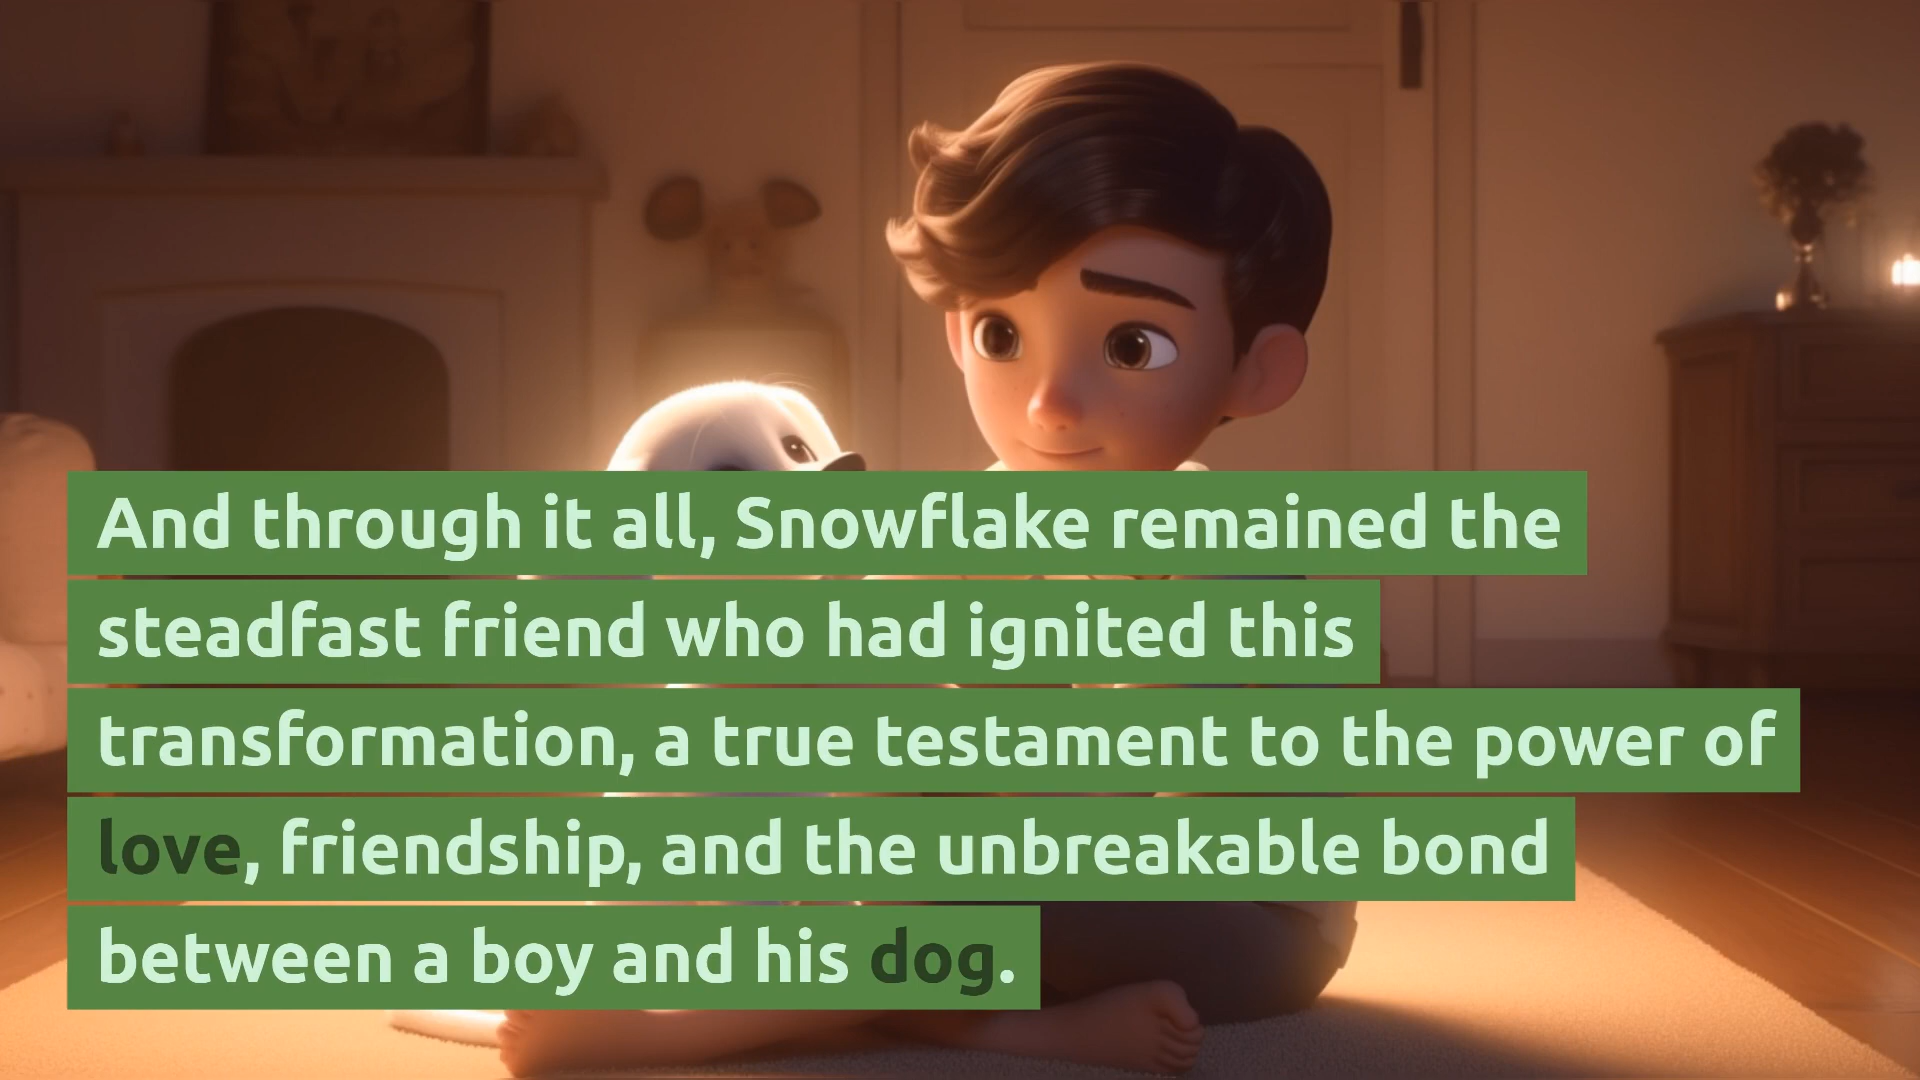 And through it all, Snowflake remained the
steadfast friend who had ignited this
transformation, a true testament to the power of
love, friendship, and the unbreakable bond
between a boy and his dog.